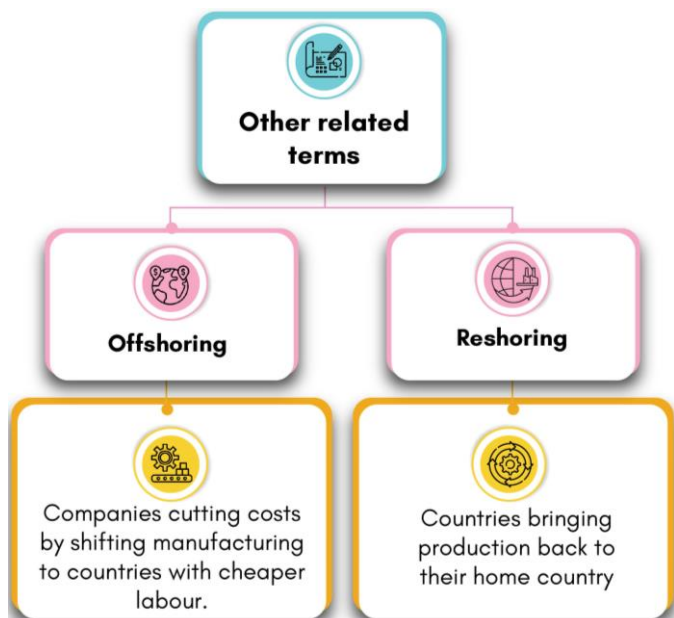 Other related
terms
Offshoring
Reshoring
Companies cutting costs
by shifting manufacturing
to countries with cheaper
labour.
Countries bringing
production back to
their home country